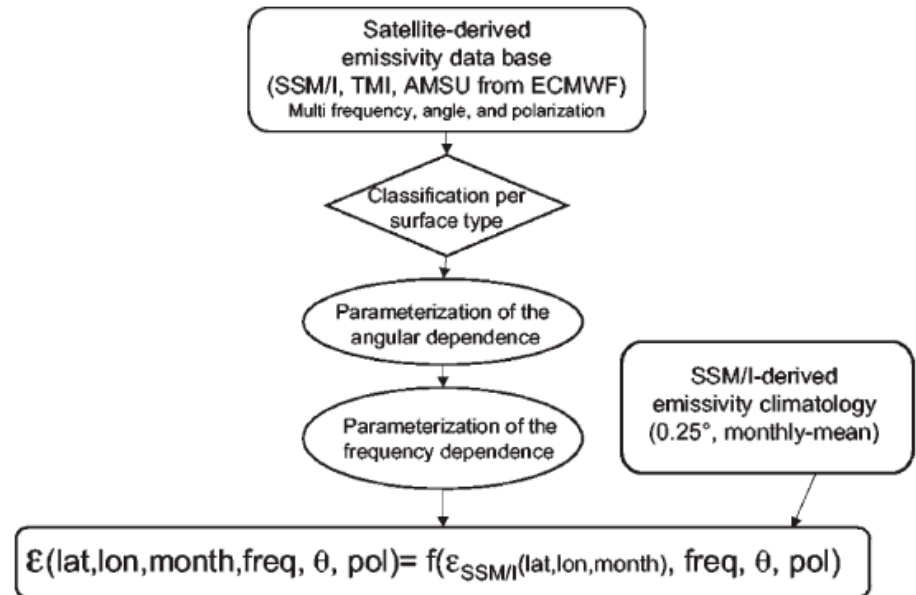 Satellite-derived
emissivity data base
(SSM/I, TMI, AMSU from ECMWF)
Multi frequency, angle, and polarization
Classification per
surface type
Parameterization of the
angular dependence
SSM/I-derived
emissivity climatology
(0.25°, monthly-mean)
Parameterization of the
frequency dependence
Ɛ(lat,lon,month,freq, θ, pol)= f(ε_SSM/I(lat,lon,month), freq, θ, pol)